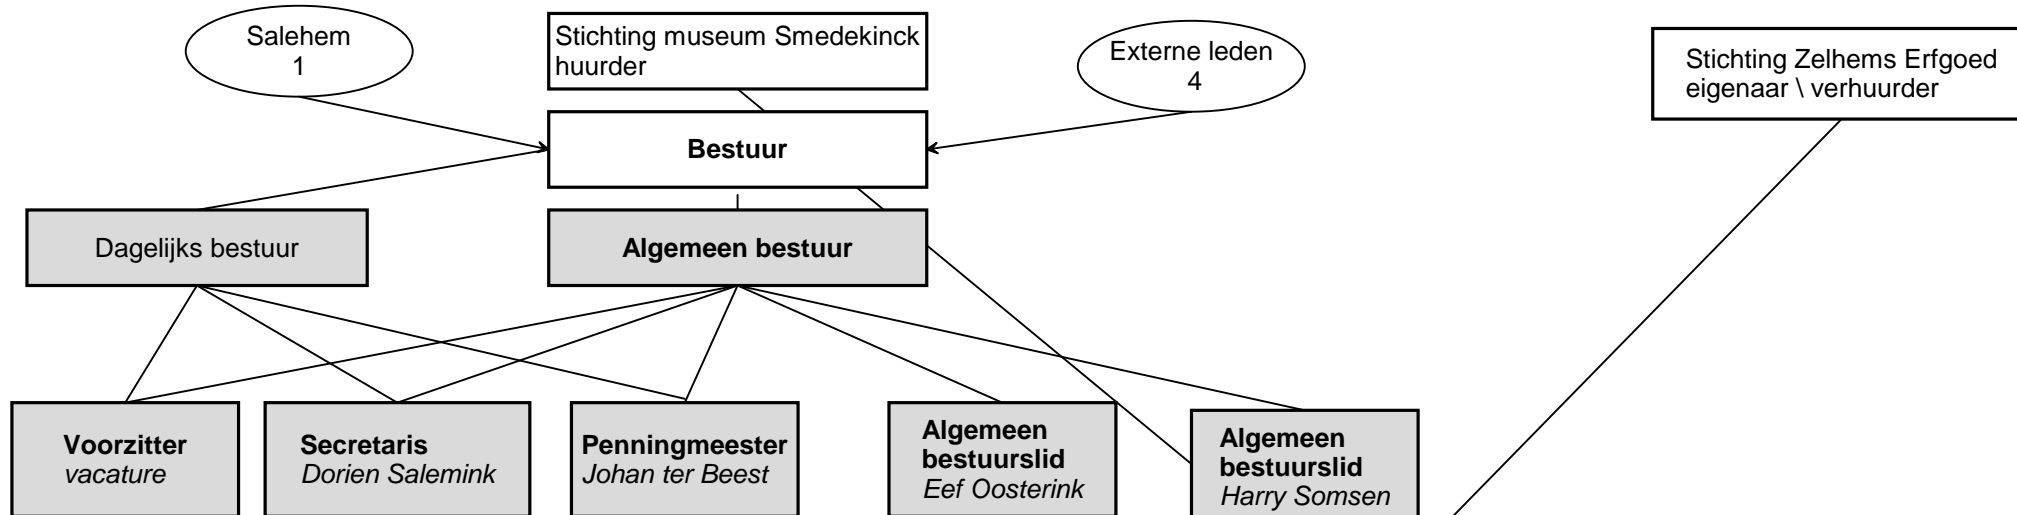 Salehem
1
Stichting museum Smedekinck
huurder
Externe leden
4
Stichting Zelhems Erfgoed
eigenaar \ verhuurder
Bestuur
Dagelijks bestuur
Algemeen bestuur
Voorzitter
vacature
Secretaris
Dorien Salemink
Penningmeester
Johan ter Beest
Algemeen
bestuurslid
Eef Oosterink
Algemeen
bestuurslid
Harry Somsen